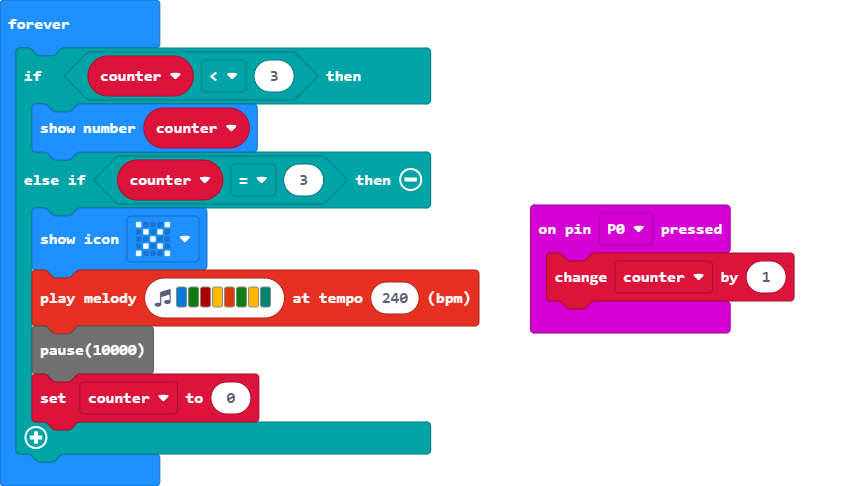 forever
if counter < 3 then
show number counter
else if counter = 3 then
show icon
play melody at tempo 240 (bpm)
pause(10000)
set counter to 0
on pin P0 pressed
change counter by 1